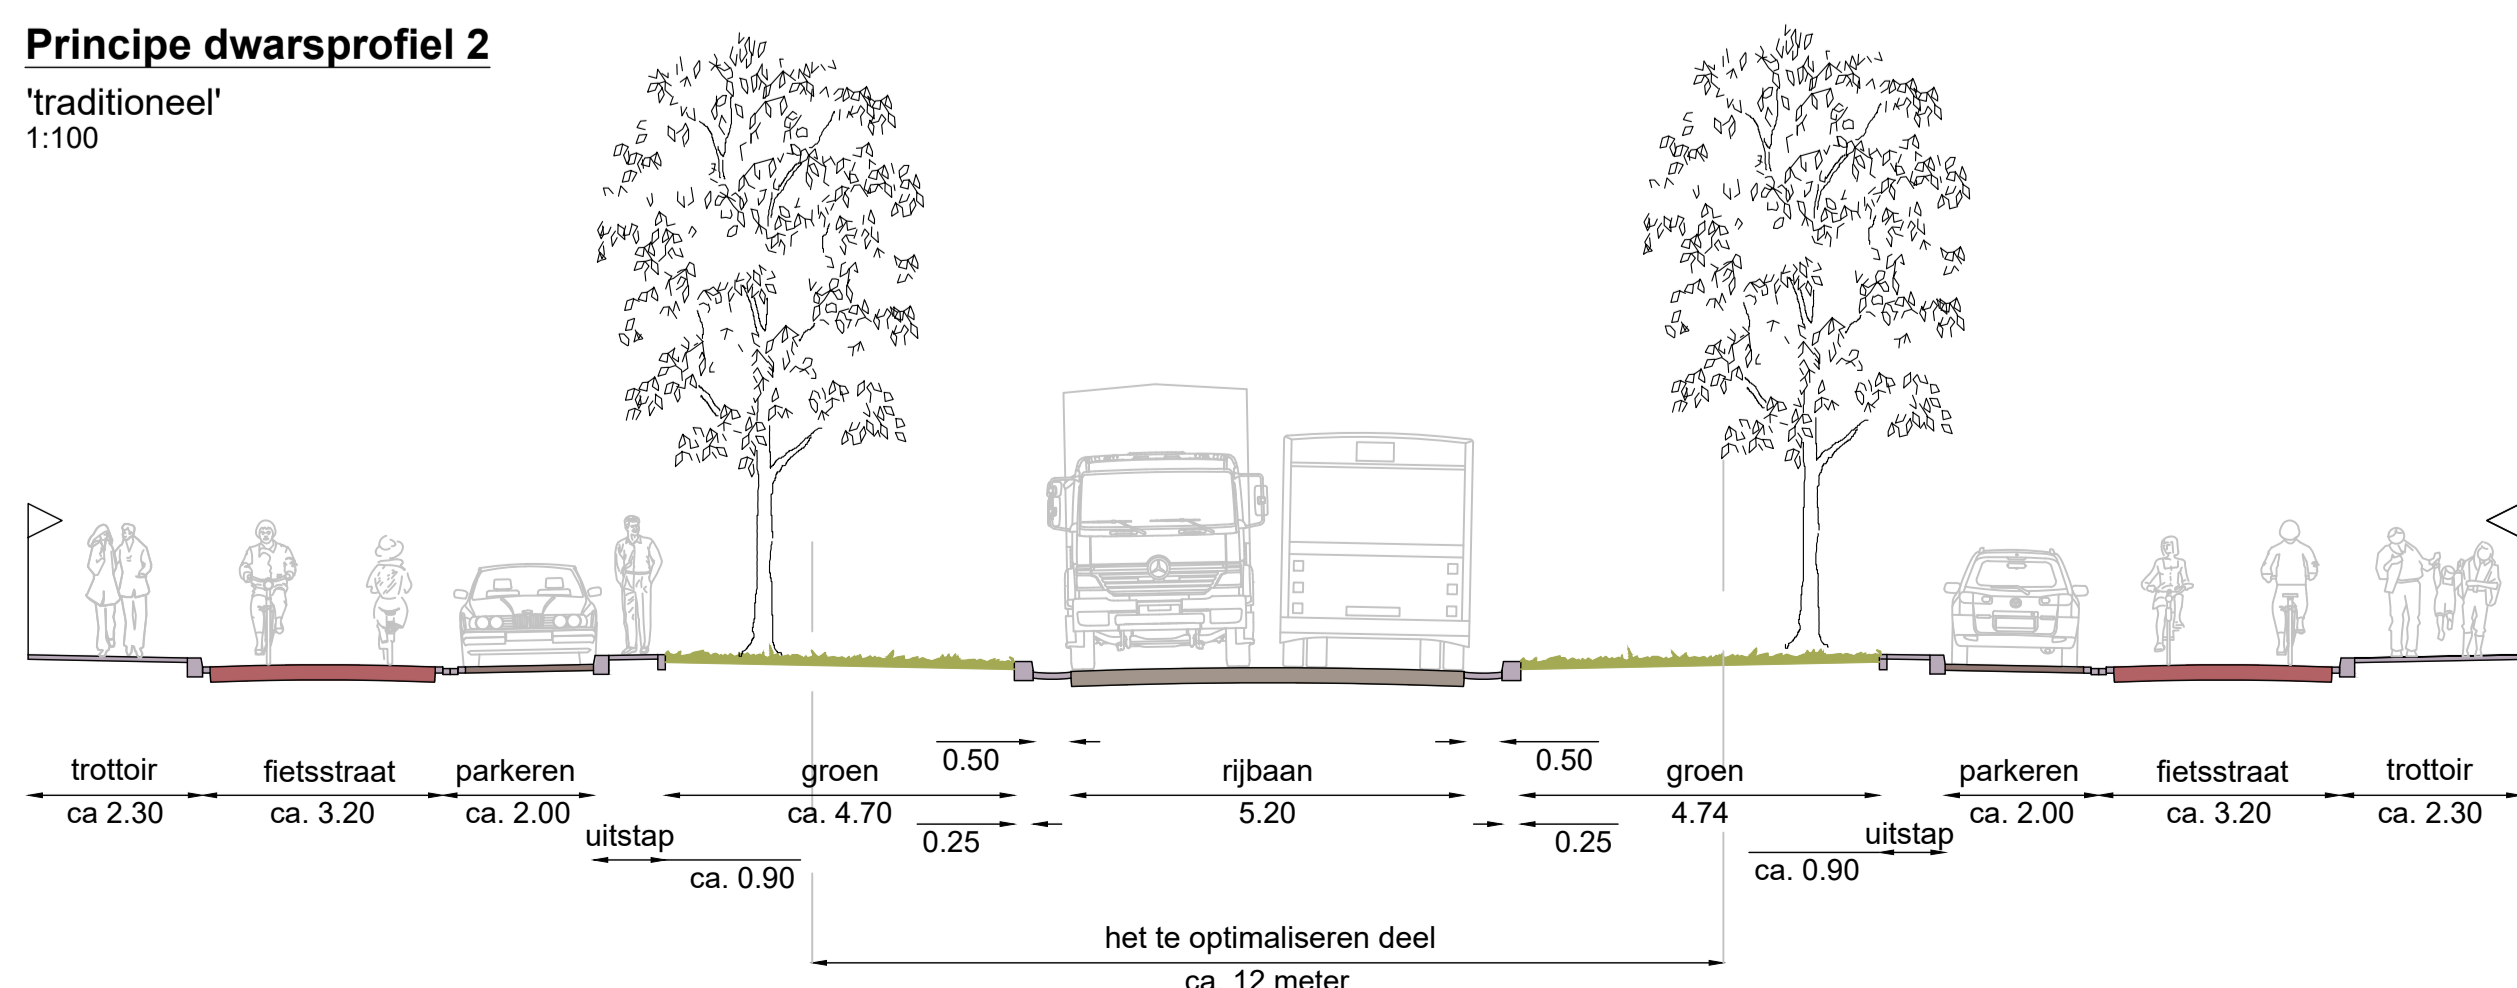 Principe dwarsprofiel 2
'traditioneel'
1:100
0.50
0.50
trottoir
fietsstraat
parkeren
groen
rijbaan
groen
parkeren
fietsstraat
trottoir
ca 2.30
ca. 3.20
ca. 2.00
ca. 4.70
5.20
4.74
ca. 2.00
ca. 3.20
ca. 2.30
uitstap
0.25
0.25
uitstap
ca. 0.90
ca. 0.90
het te optimaliseren deel
ca. 12 meter